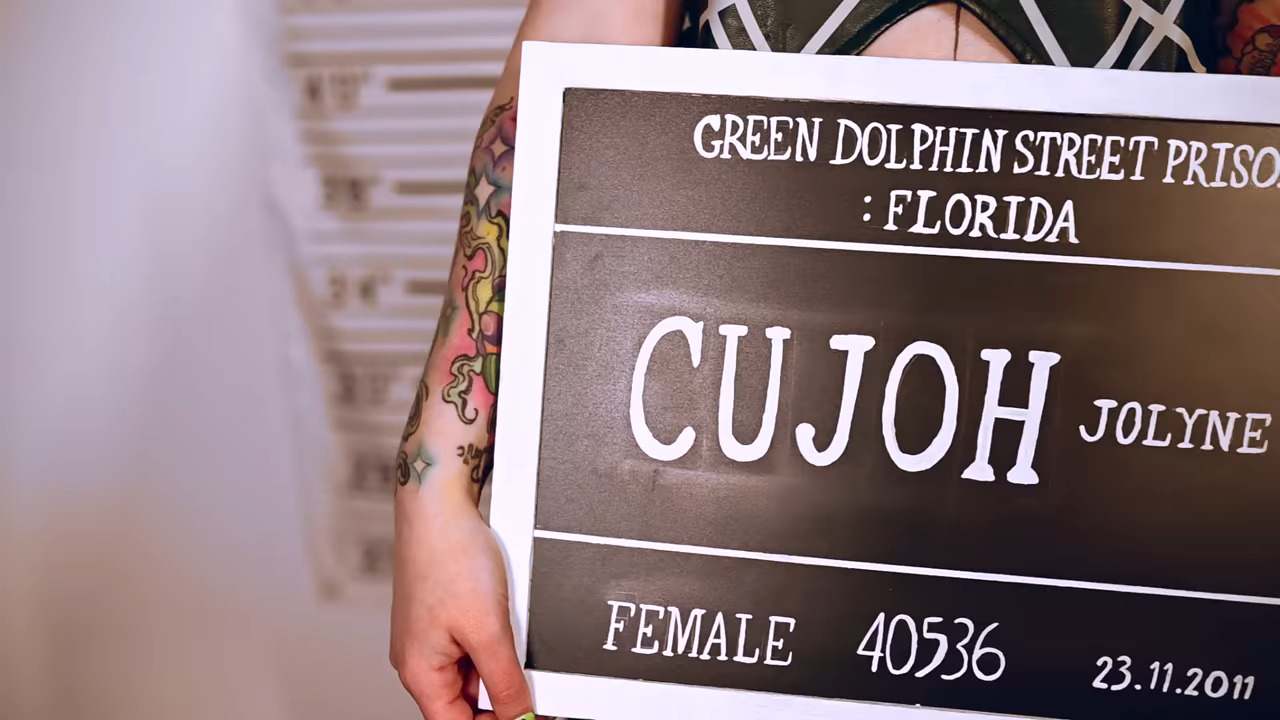 GREEN DOLPHIN STREET PRISO
: FLORIDA
CUJOH JOLYNE
FEMALE 40536 23.11.2011